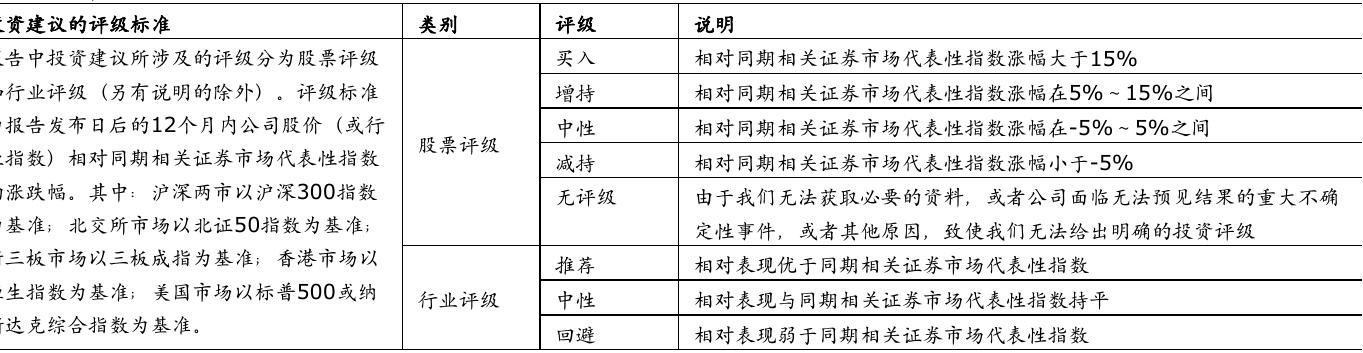 资建议的评级标准
告中投资建议所涉及的评级分为股票评级
行业评级（另有说明的除外）。评级标准
报告发布日后的12个月内公司股价（或行
指数）相对同期相关证券市场代表性指数
涨跌幅。其中：沪深两市以沪深300指数
基准；北交所市场以北证50指数为基准；
三板市场以三板成指为基准；香港市场以
生指数为基准；美国市场以标普500或纳
达克综合指数为基准。
类别 评级 说明
股票评级
买入 相对同期相关证券市场代表性指数涨幅大于15%
增持 相对同期相关证券市场代表性指数涨幅在5%～15%之间
中性 相对同期相关证券市场代表性指数涨幅在-5%～5%之间
减持 相对同期相关证券市场代表性指数涨幅小于-5%
无评级 由于我们无法获取必要的资料，或者公司面临无法预见结果的重大不确
定性事件，或者其他原因，致使我们无法给出明确的投资评级
行业评级
推荐 相对表现优于同期相关证券市场代表性指数
中性 相对表现与同期相关证券市场代表性指数持平
回避 相对表现弱于同期相关证券市场代表性指数